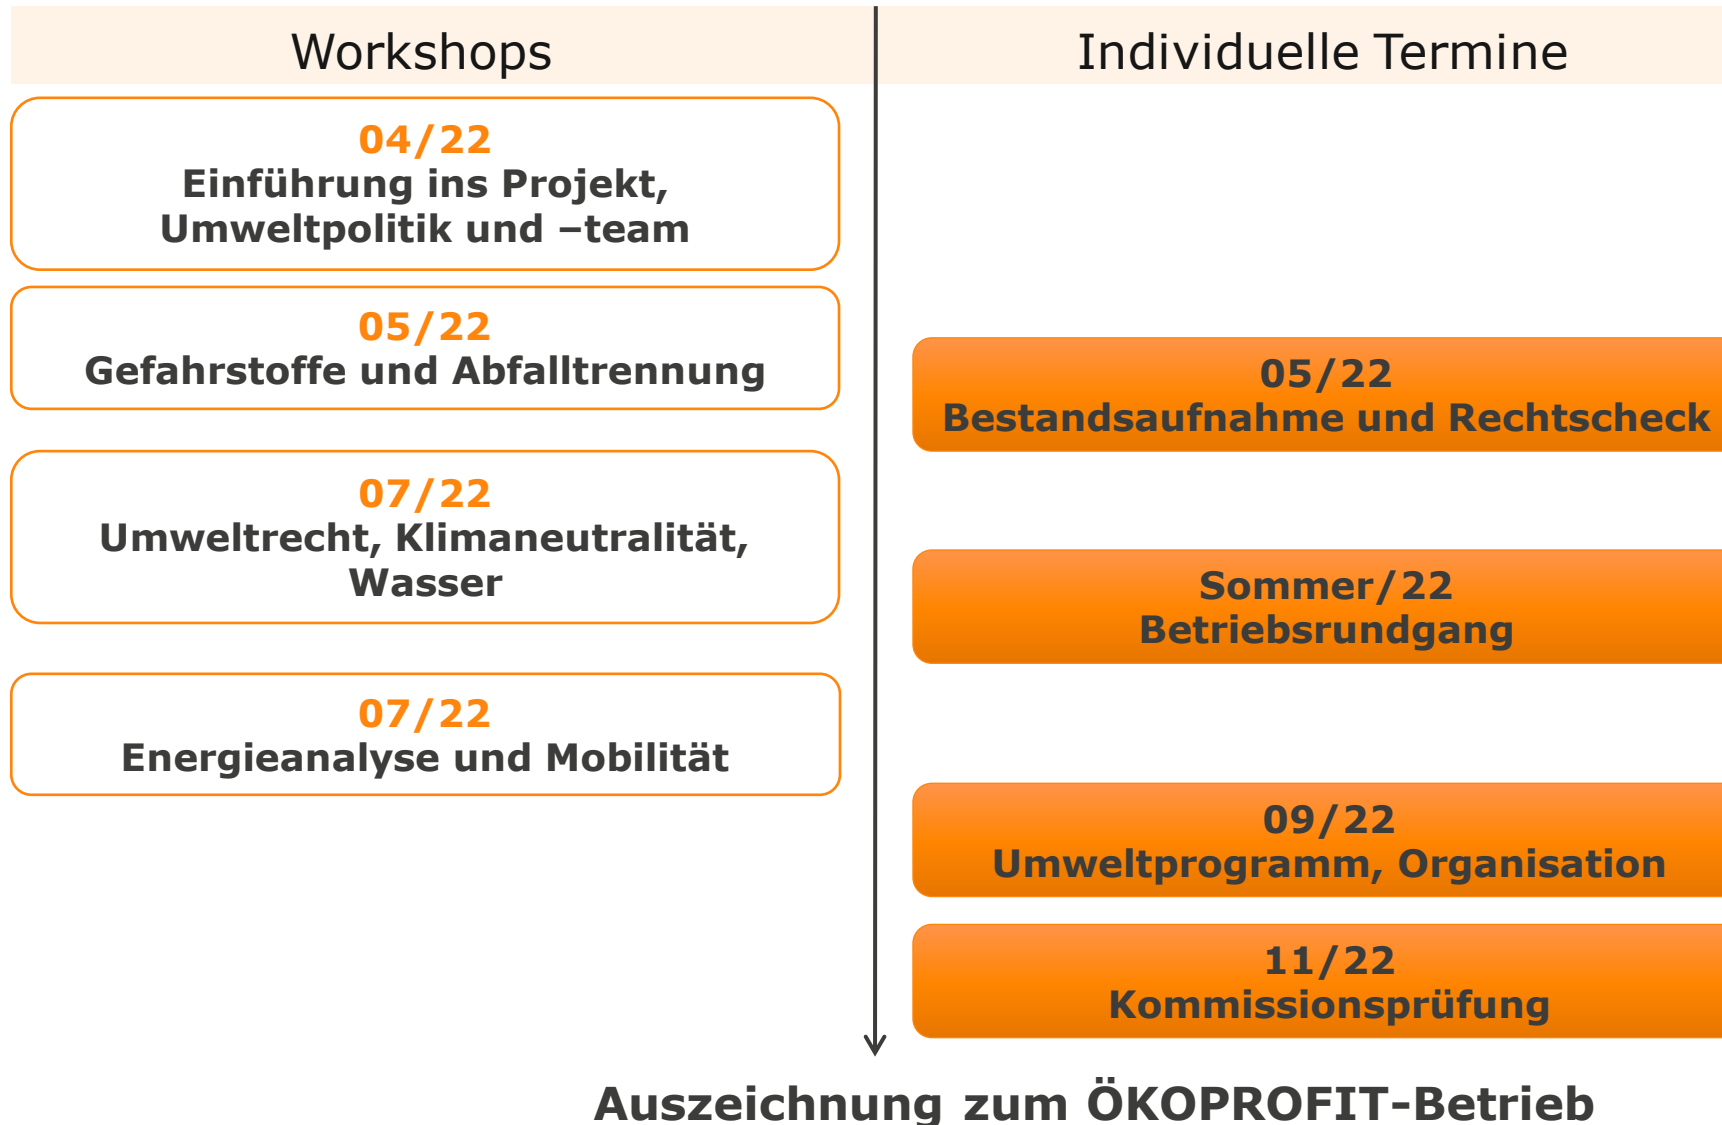 Workshops
Individuelle Termine
04/22
Einführung ins Projekt,
Umweltpolitik und –team
05/22
Gefahrstoffe und Abfalltrennung
07/22
Umweltrecht, Klimaneutralität,
Wasser
07/22
Energieanalyse und Mobilität
05/22
Bestandsaufnahme und Rechtscheck
Sommer/22
Betriebsrundgang
09/22
Umweltprogramm, Organisation
11/22
Kommissionsprüfung
Auszeichnung zum ÖKOPROFIT-Betrieb